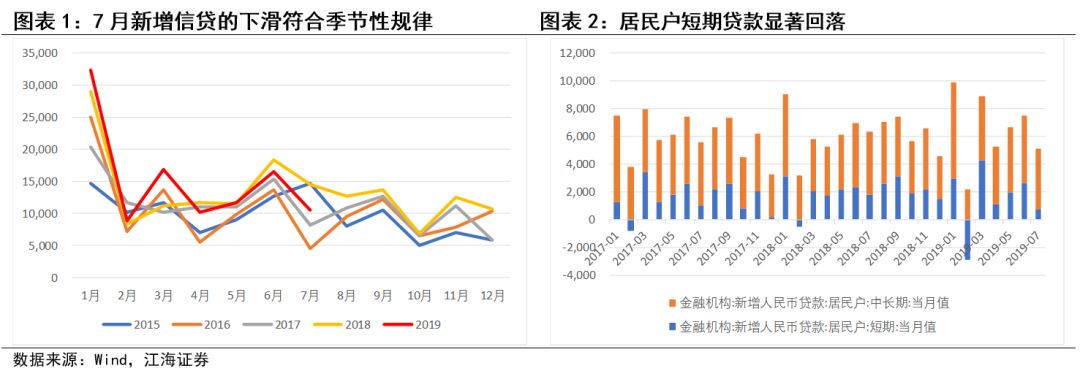 图表 1：7 月新增信贷的下滑符合季节性规律
35,000
30,000
25,000
20,000
15,000
10,000
5,000
0
1月 2月 3月 4月 5月 6月 7月 8月 9月 10月 11月 12月
2015 2016 2017 2018 2019
图表 2：居民户短期贷款显著回落
12,000
10,000
8,000
6,000
4,000
2,000
0
-2,000
-4,000
2017-01 2017-03 2017-05 2017-07 2017-09 2017-11 2018-01 2018-03 2018-05 2018-07 2018-09 2018-11 2019-01 2019-03 2019-05 2019-07
金融机构:新增人民币贷款:居民户:中长期:当月值
金融机构:新增人民币贷款:居民户:短期:当月值
数据来源：Wind，江海证券